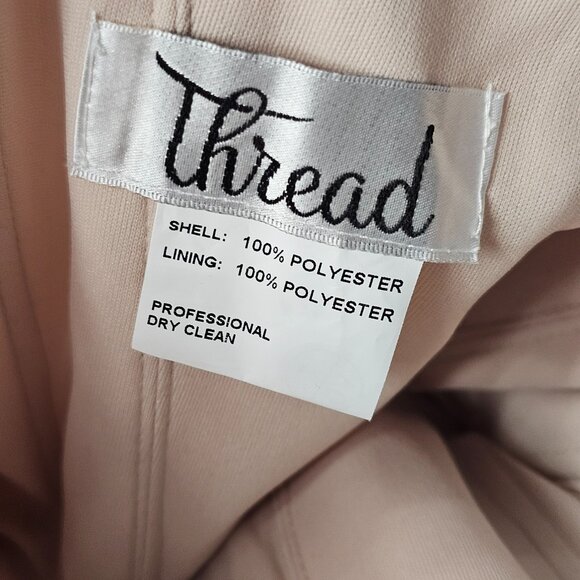 Thread
SHELL: 100% POLYESTER
LINING: 100% POLYESTER
PROFESSIONAL
DRY CLEAN